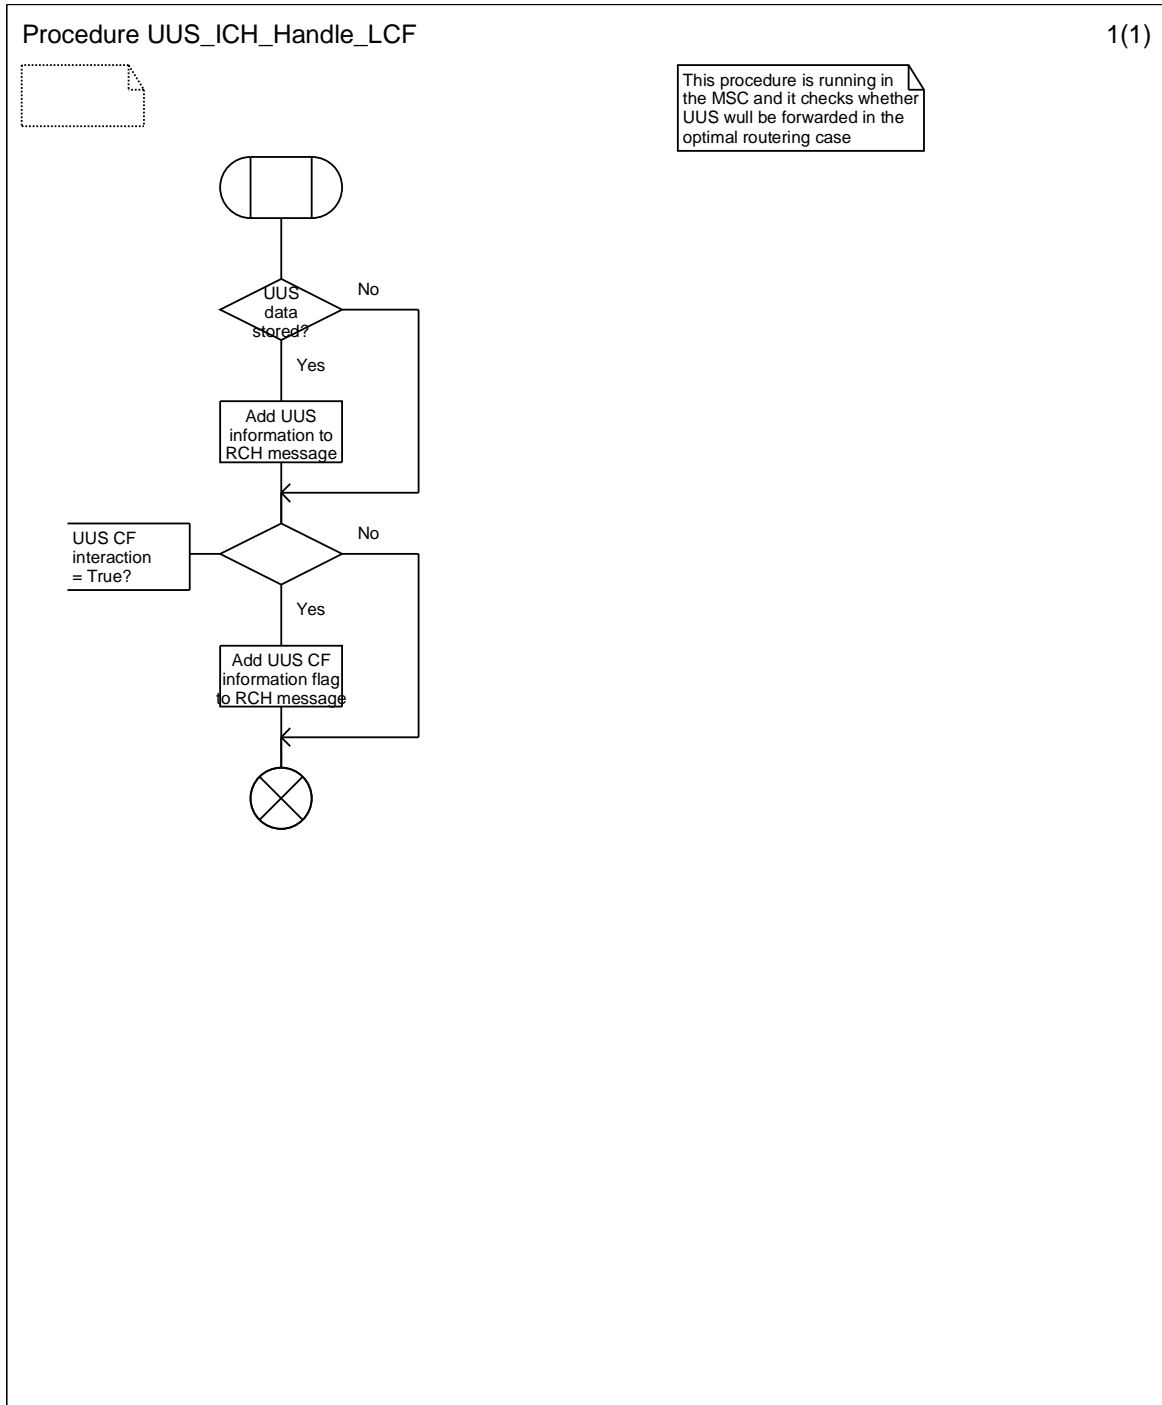 Procedure UUS_ICH_Handle_LCF
1(1)
This procedure is running in
the MSC and it checks whether
UUS wull be forwarded in the
optimal routering case
UUS
data
stored?
No
Yes
Add UUS
information to
RCH message
UUS CF
interaction
= True?
No
Yes
Add UUS CF
information flag
to RCH message